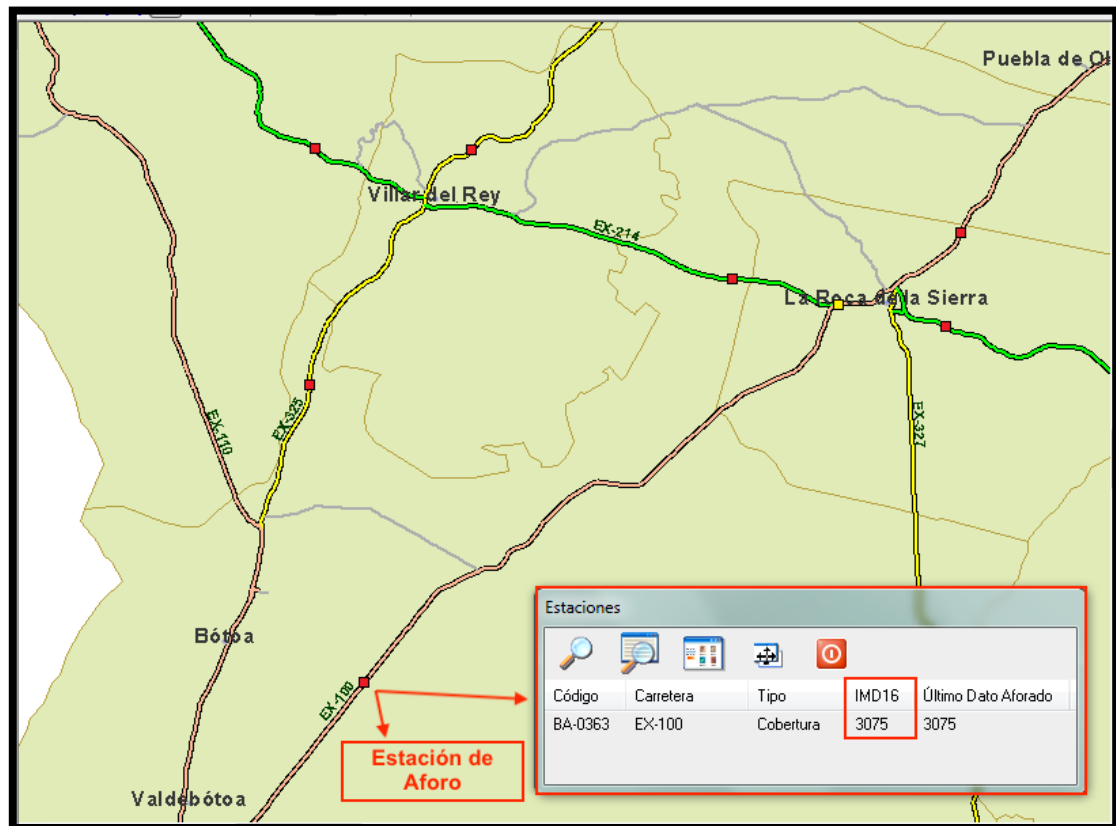 Puebla de Ol
Villar del Rey
EX-214
La Roca de la Sierra
EX-325
EX-110
EX-327
Bótoa
EX-100
Valdebótoa
Estación de
Aforo
Estaciones
Código Carretera Tipo IMD16 Último Dato Aforado
BA-0363 EX-100 Cobertura 3075 3075